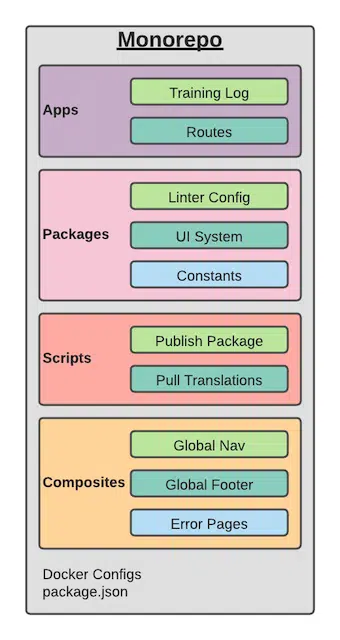 Monorepo
Apps
Training Log
Routes
Packages
Linter Config
UI System
Constants
Scripts
Publish Package
Pull Translations
Composites
Global Nav
Global Footer
Error Pages
Docker Configs
package.json